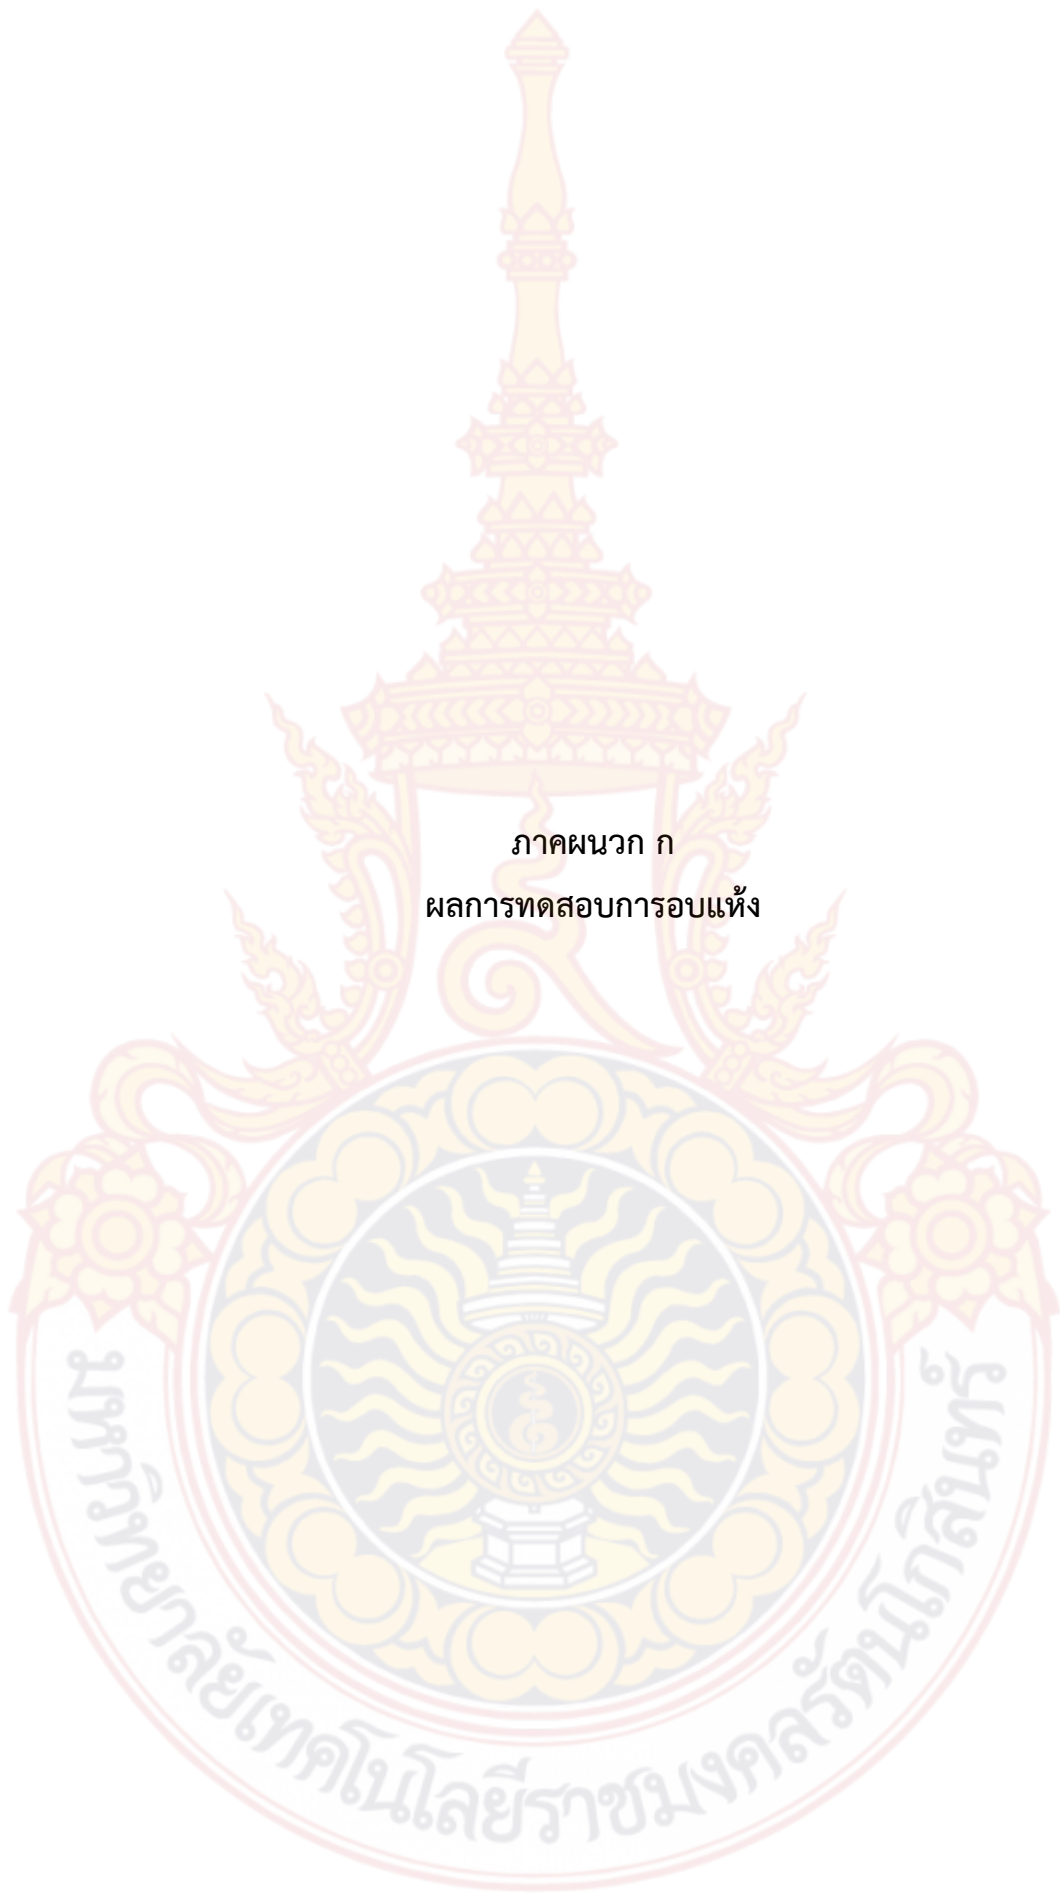 ภาคผนวก ก
ผลการทดสอบการอบแห้ง
มหาวิทยาลัยเทคโนโลยีราชมงคลรัตนโกสินทร์